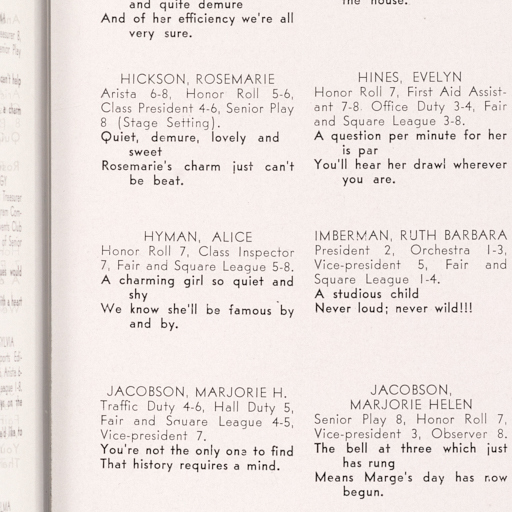 and quite demure
And of her efficiency we're all
very sure.
HICKSON, ROSEMARIE
Arista 6-8, Honor Roll 5-6,
Class President 4-6, Senior Play
8 (Stage Setting).
Quiet, demure, lovely and
sweet
Rosemarie's charm just can't
be beat.
HYMAN, ALICE
Honor Roll 7, Class Inspector
7, Fair and Square League 5-8.
A charming girl so quiet and
shy
We know she'll be famous by
and by.
JACOBSON, MARJORIE H.
Traffic Duty 4-6, Hall Duty 5,
Fair and Square League 4-5,
Vice-president 7.
You're not the only one to find
That history requires a mind.
the house.
HINES, EVELYN
Honor Roll 7, First Aid Assist-
ant 7-8 Office Duty 3-4, Fair
and Square League 3-8.
A question per minute for her
is par
You'll hear her drawl wherever
you are.
IMBERMAN, RUTH BARBARA
President 2, Orchestra 1-3,
Vice-president 5, Fair and
Square League 1-4.
A studious child
Never loud; never wild!!!
JACOBSON,
MARJORIE HELEN
Senior Play 8, Honor Roll 7,
Vice-president 3, Observer 8.
The bell at three which just
has rung
Means Marge's day has now
begun.